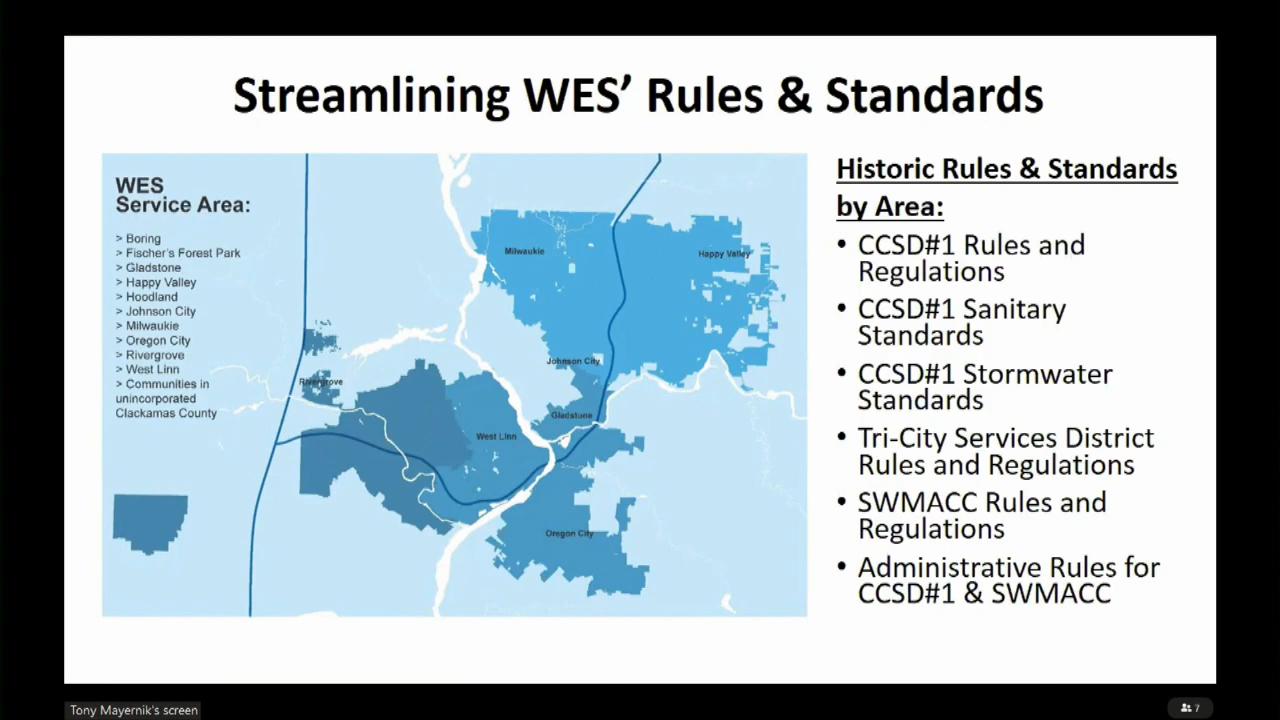 Streamlining WES’ Rules & Standards
WES
Service Area:
> Boring
> Fischer's Forest Park
> Gladstone
> Happy Valley
> Hoodland
> Johnson City
> Milwaukie
> Oregon City
> Rivergrove
> West Linn
> Communities in
unincorporated
Clackamas County
Milwaukie
Happy Valley
Johnson City
Rivergrove
Gladstone
West Linn
Oregon City
Historic Rules & Standards
by Area:
• CCSD#1 Rules and
Regulations
• CCSD#1 Sanitary
Standards
• CCSD#1 Stormwater
Standards
• Tri-City Services District
Rules and Regulations
• SWMACC Rules and
Regulations
• Administrative Rules for
CCSD#1 & SWMACC
Tony Mayernik's screen
7